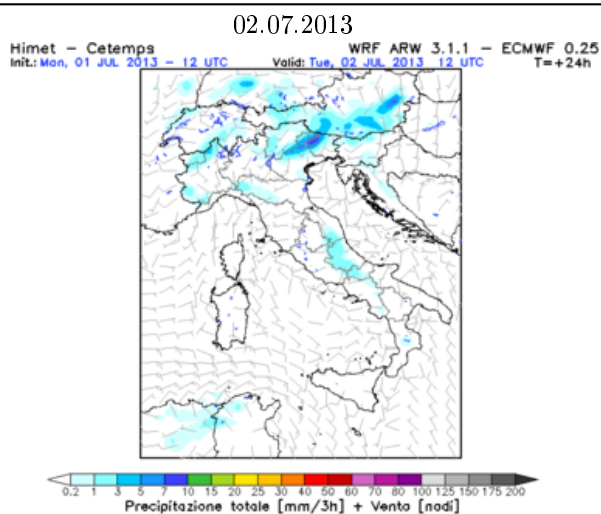 02.07.2013
Himet - Cetemps WRF ARW 3.1.1 - ECMWF 0.25
Init.: Mon, 01 JUL 2013 - 12 UTC Valid: Tue, 02 JUL 2013 12 UTC T=+24h
0.2 1 3 5 7 10 15 20 25 30 40 50 60 70 80 100 125 150 175 200
Precipitazione totale [mm/3h] + Vento [nodi]